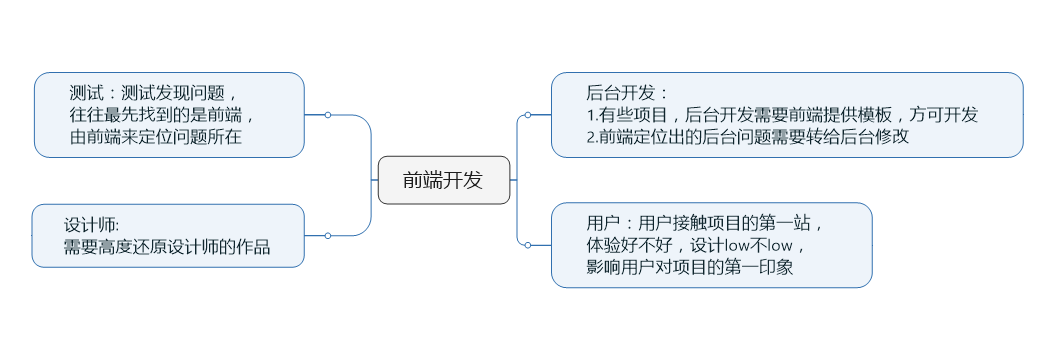 测试：测试发现问题，
往往最先找到的是前端，
由前端来定位问题所在
设计师:
需要高度还原设计师的作品
前端开发
后台开发：
1.有些项目，后台开发需要前端提供模板，方可开发
2.前端定位出的后台问题需要转给后台修改
用户：用户接触项目的第一站，
体验好不好，设计low不low，
影响用户对项目的第一印象